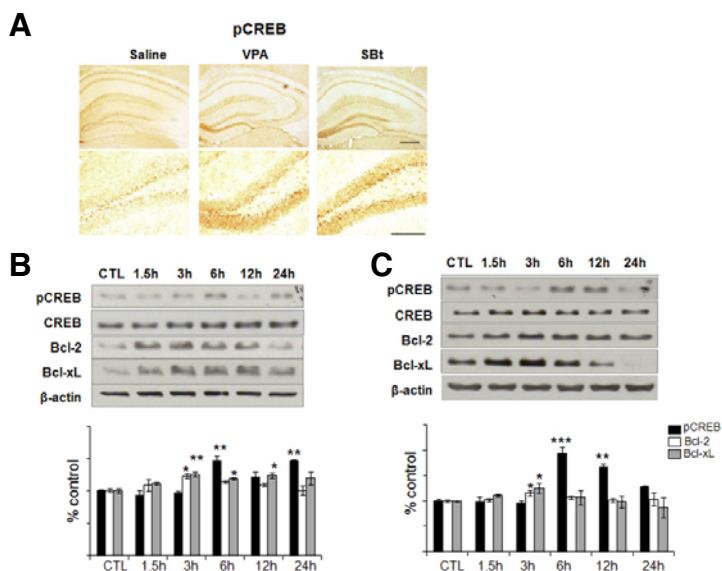 A
pCREB
Saline VPA SBt
B
CTL 1.5h 3h 6h 12h 24h
pCREB
CREB
Bcl-2
Bcl-xL
β-actin
% control
* ** ** * * **
CTL 1.5h 3h 6h 12h 24h
C
CTL 1.5h 3h 6h 12h 24h
pCREB
CREB
Bcl-2
Bcl-xL
β-actin
% control
* * *** **
pCREB
Bcl-2
Bcl-xL
CTL 1.5h 3h 6h 12h 24h